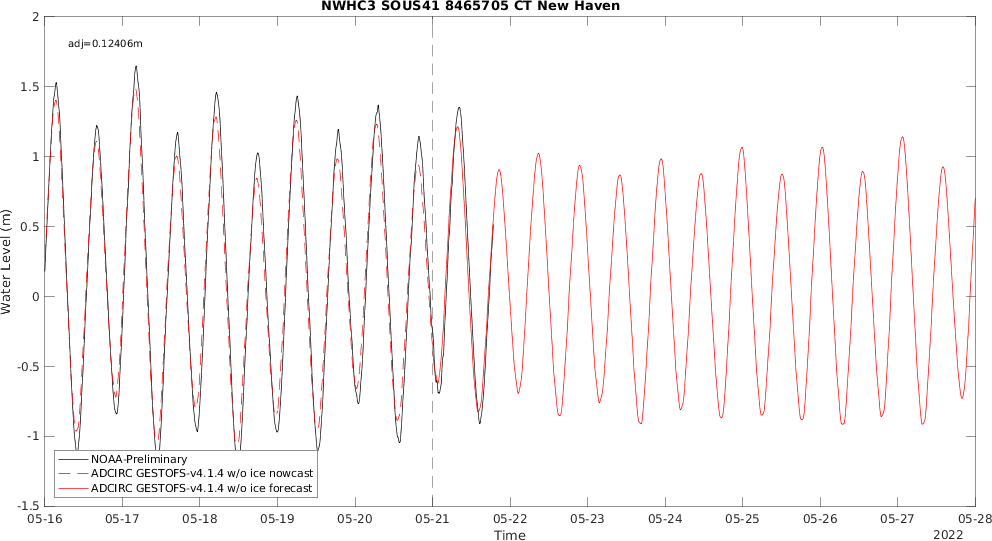 NWHC3 SOUS41 8465705 CT New Haven
adj=0.12406m
Water Level (m)
2
1.5
1
0.5
0
-0.5
-1
-1.5
NOAA-Preliminary
ADCIRC GESTOFS-v4.1.4 w/o ice nowcast
ADCIRC GESTOFS-v4.1.4 w/o ice forecast
05-16 05-17 05-18 05-19 05-20 05-21 05-22 05-23 05-24 05-25 05-26 05-27 05-28
Time
2022